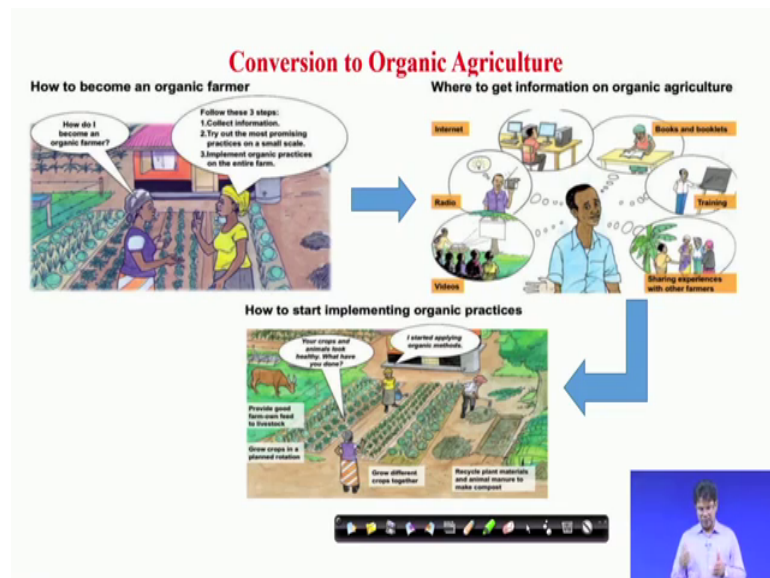 Conversion to Organic Agriculture
How to become an organic farmer
How do I
become an
organic farmer?
Follow these 3 steps:
1.Collect information.
2.Try out the most promising
practices on a small scale.
3.Implement organic practices
on the entire farm.
Where to get information on organic agriculture
Internet
Books and booklets
Radio
Training
Videos
Sharing experiences
with other farmers
How to start implementing organic practices
Your crops and
animals look
healthy. What have
you done?
I started applying
organic methods.
Provide good
farm-own feed
to livestock
Grow crops in a
planned rotation
Grow different
crops together
Recycle plant materials
and animal manure to
make compost